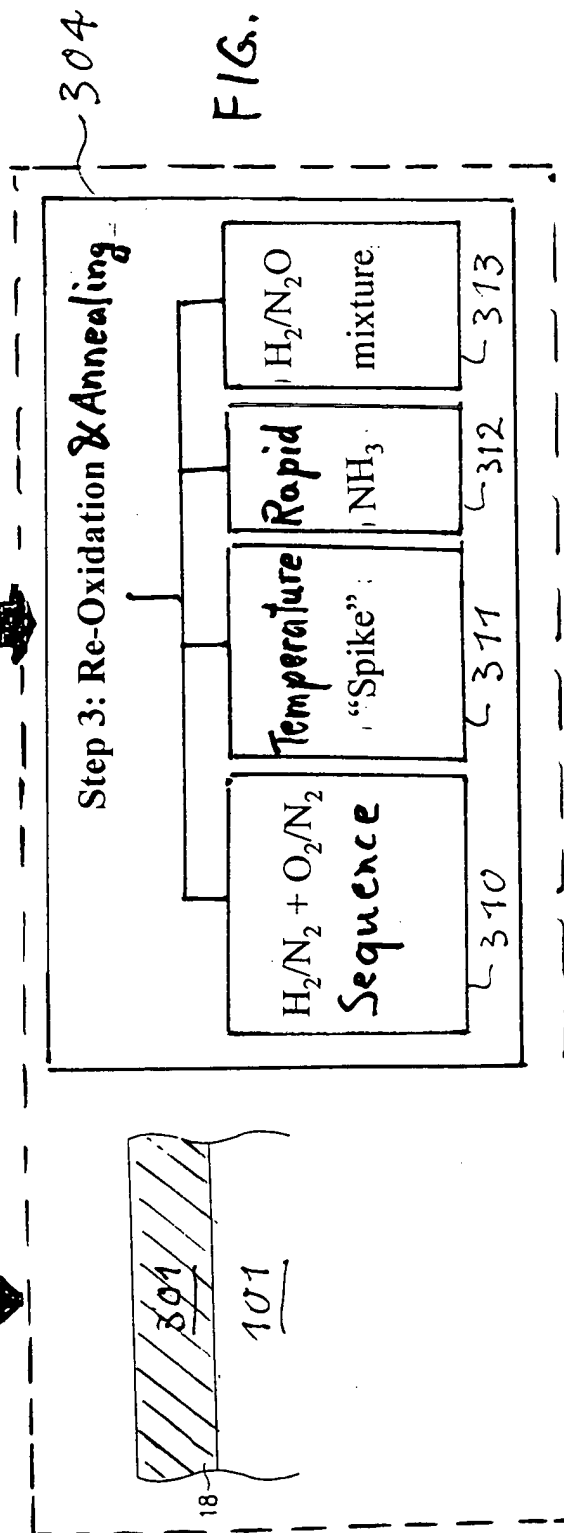 304
FIG.
Step 3: Re-Oxidation & Annealing
H₂/N₂ + O₂/N₂
Sequence
310
Temperature
“Spike”
311
Rapid
NH₃
312
H₂/N₂O
mixture
313
301
18
101